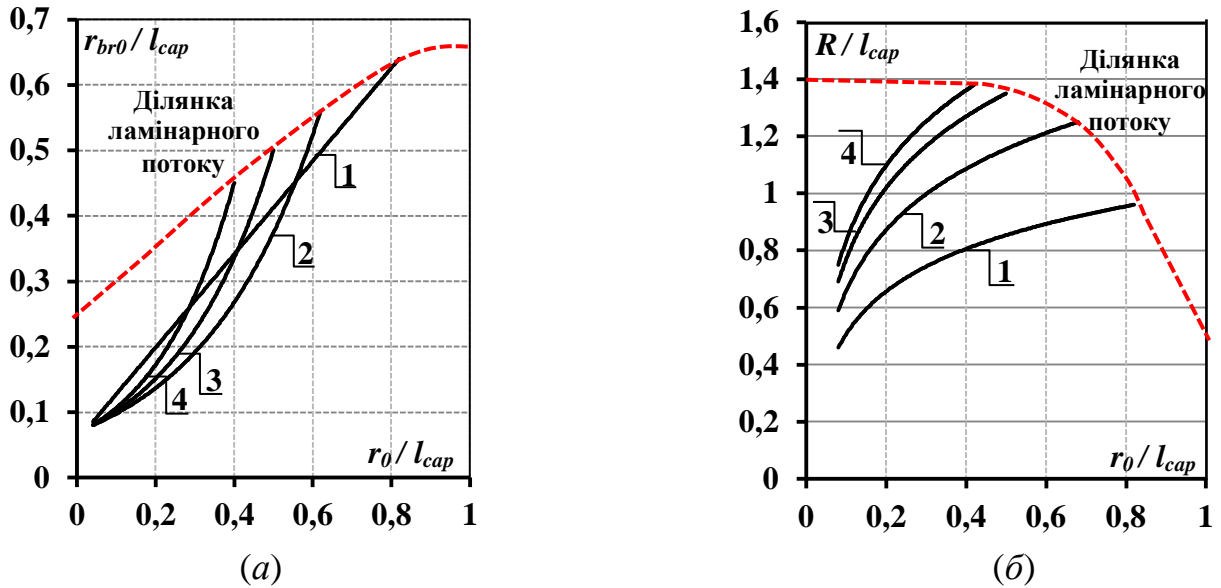 0,7
r_br0 / l_cap
0,6
Ділянка
ламінарного
потоку
0,5
1
0,4
2
0,3
0,2
3
4
0,1
r_0 / l_cap
0
0 0,2 0,4 0,6 0,8 1
(а)
1,6
R / l_cap
Ділянка
ламінарного
потоку
1,4
1,2
4
1
3
2
0,8
1
0,6
0,4
0,2
r_0 / l_cap
0
0 0,2 0,4 0,6 0,8 1
(б)